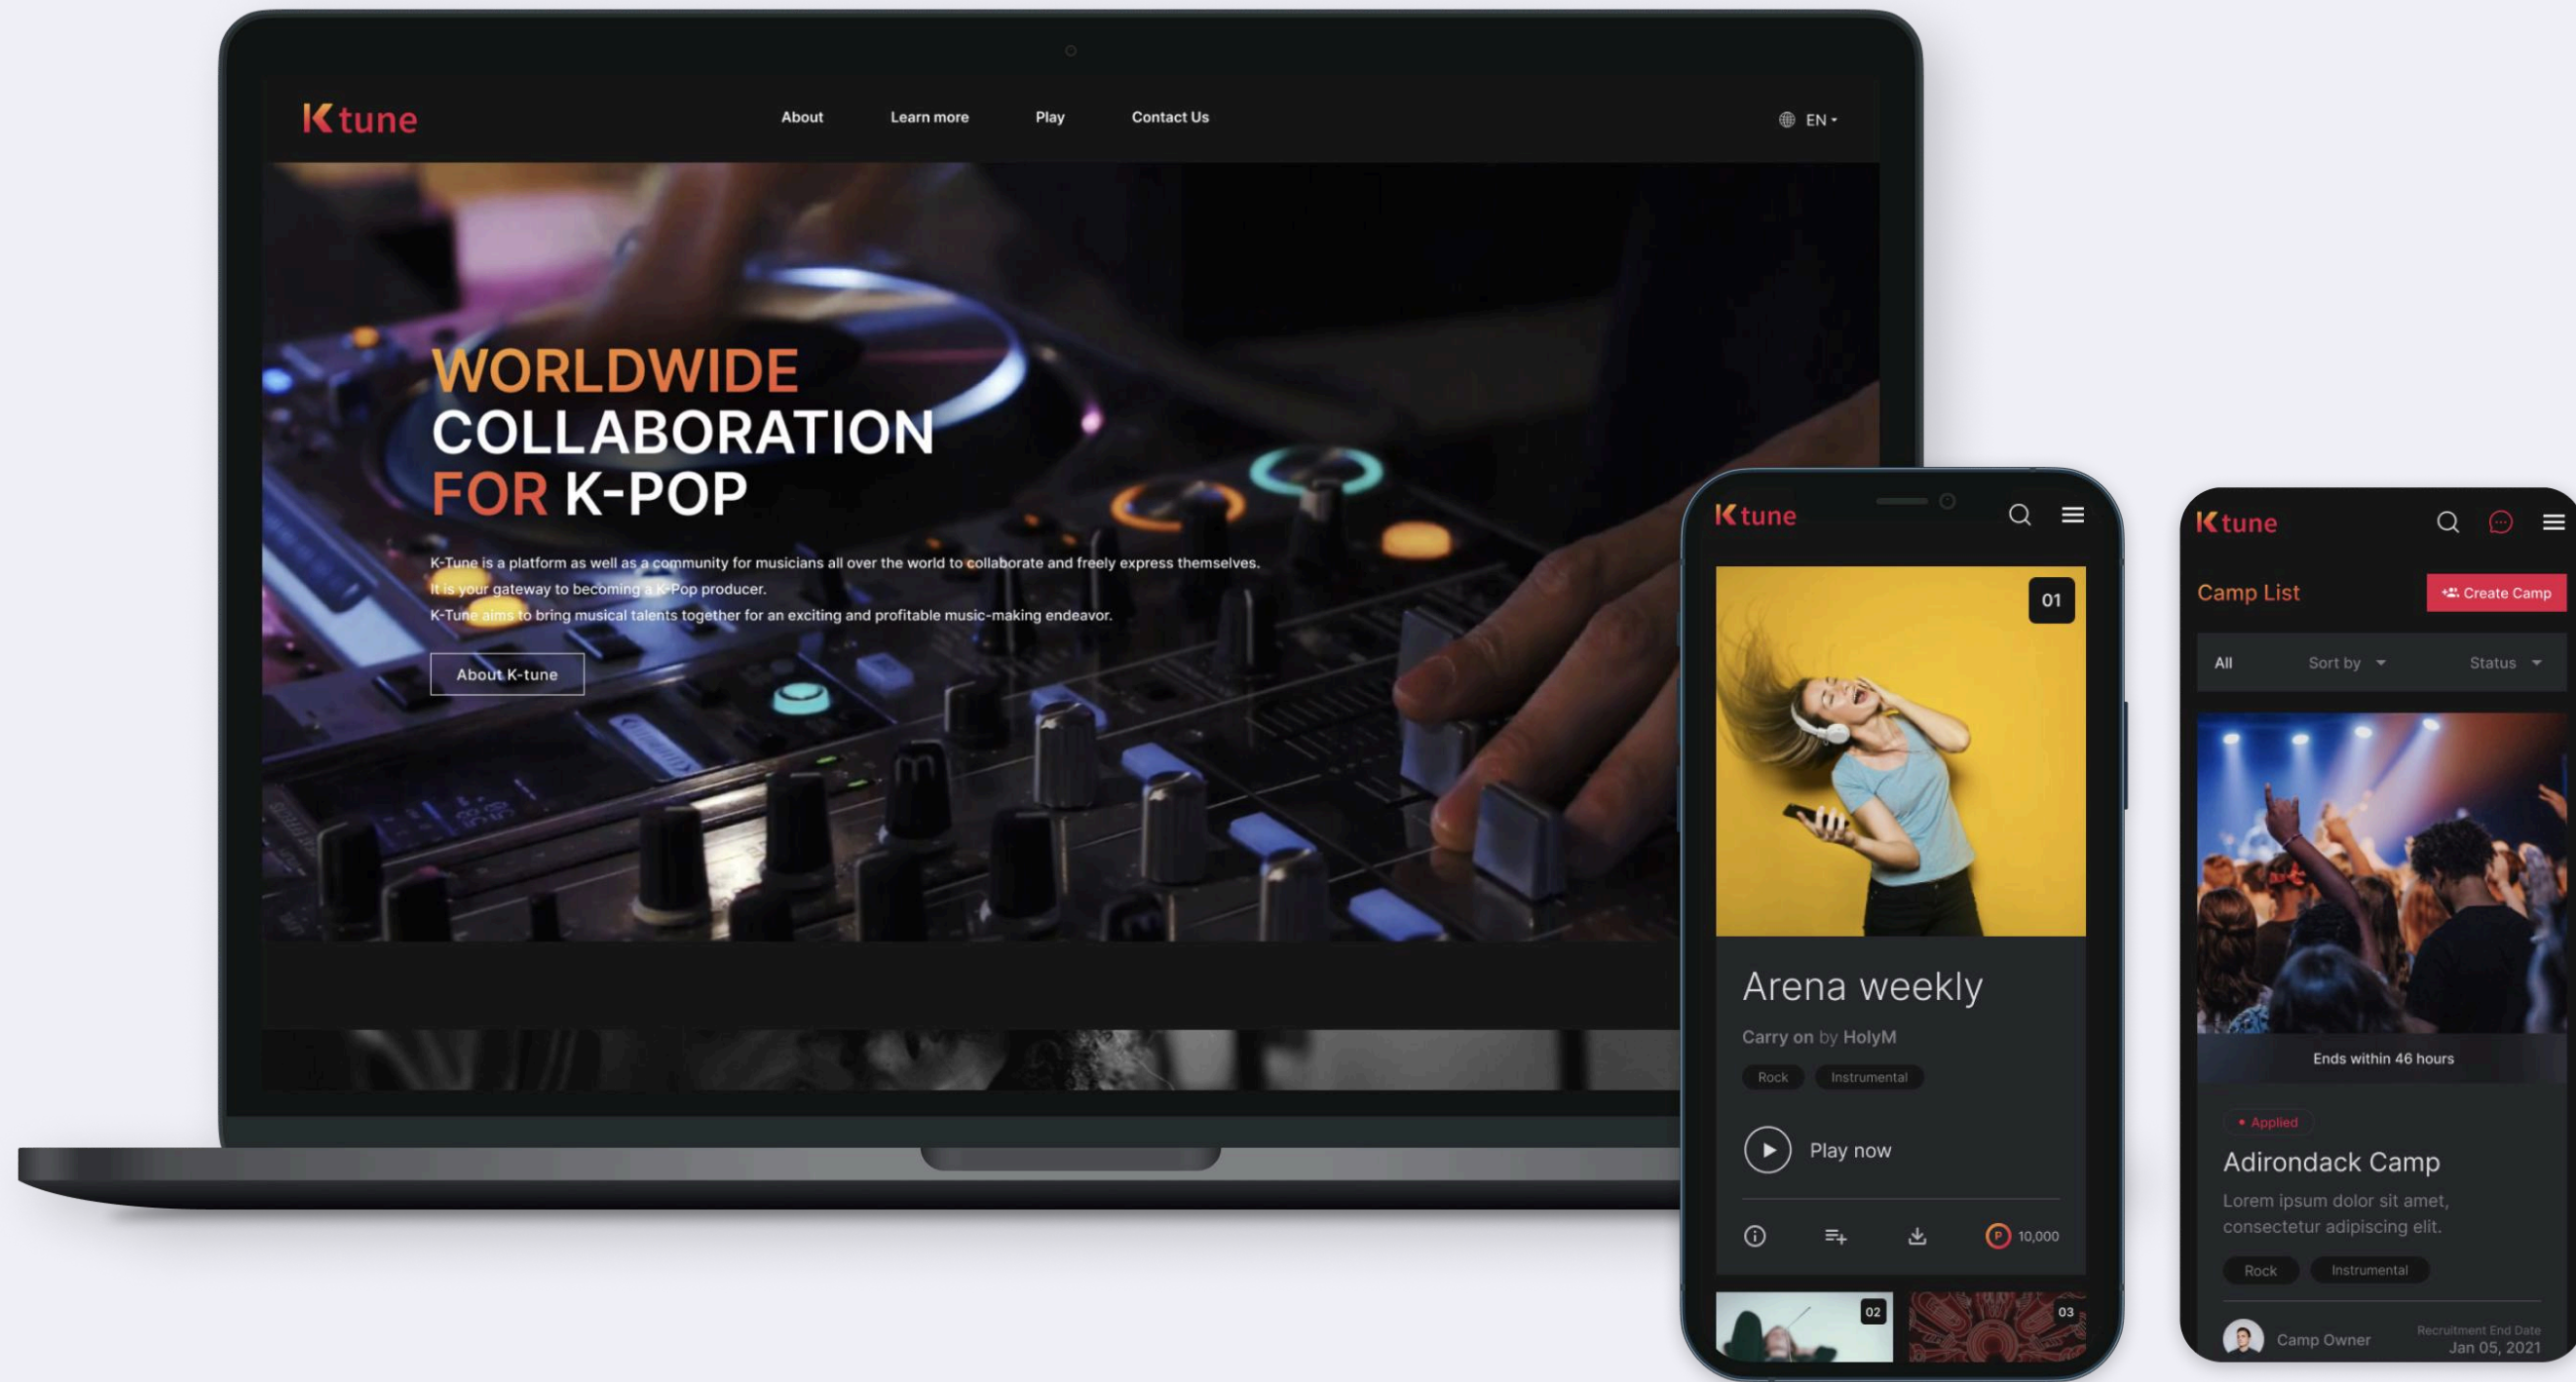 Ktune
About Learn more Play Contact Us
EN
WORLDWIDE
COLLABORATION
FOR K-POP
K-Tune is a platform as well as a community for musicians all over the world to collaborate and freely express themselves.
It is your gateway to becoming a K-Pop producer.
K-Tune aims to bring musical talents together for an exciting and profitable music-making endeavor.
About K-tune
Ktune
01
Arena weekly
Carry on by HolyM
Rock Instrumental
Play now
P 10,000
02
03
Ktune
Camp List
Create Camp
All Sort by Status
Ends within 46 hours
• Applied
Adirondack Camp
Lorem ipsum dolor sit amet,
consectetur adipiscing elit.
Rock Instrumental
Camp Owner
Recruitment End Date
Jan 05, 2021